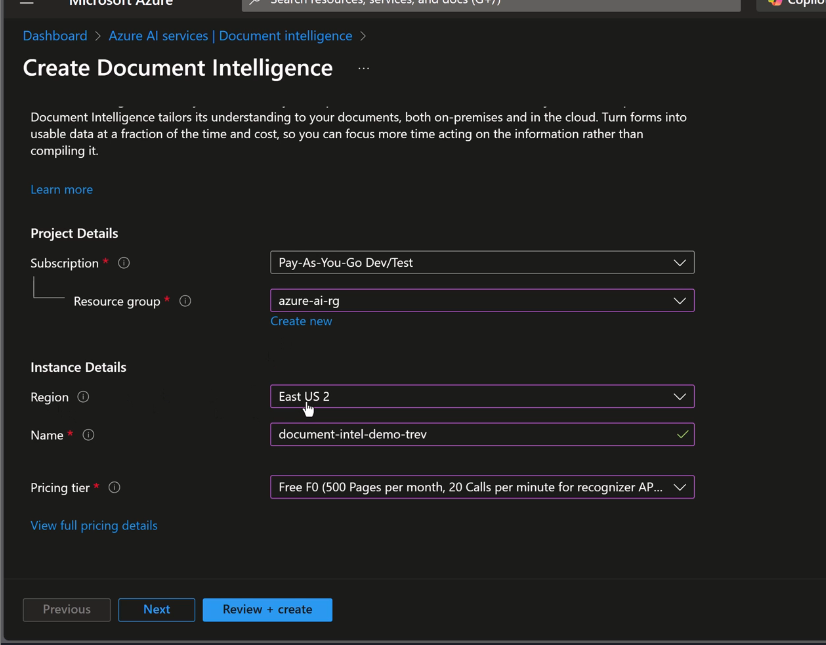 Microsoft Azure
Search resources, services, and docs (G+/)
Dashboard > Azure AI services | Document intelligence >
Create Document Intelligence ...
Document Intelligence tailors its understanding to your documents, both on-premises and in the cloud. Turn forms into
usable data at a fraction of the time and cost, so you can focus more time acting on the information rather than
compiling it.
Learn more
Project Details
Subscription *
Pay-As-You-Go Dev/Test
Resource group *
azure-ai-rg
Create new
Instance Details
Region
East US 2
Name *
document-intel-demo-trev
Pricing tier *
Free F0 (500 Pages per month, 20 Calls per minute for recognizer AP...
View full pricing details
Previous
Next
Review + create